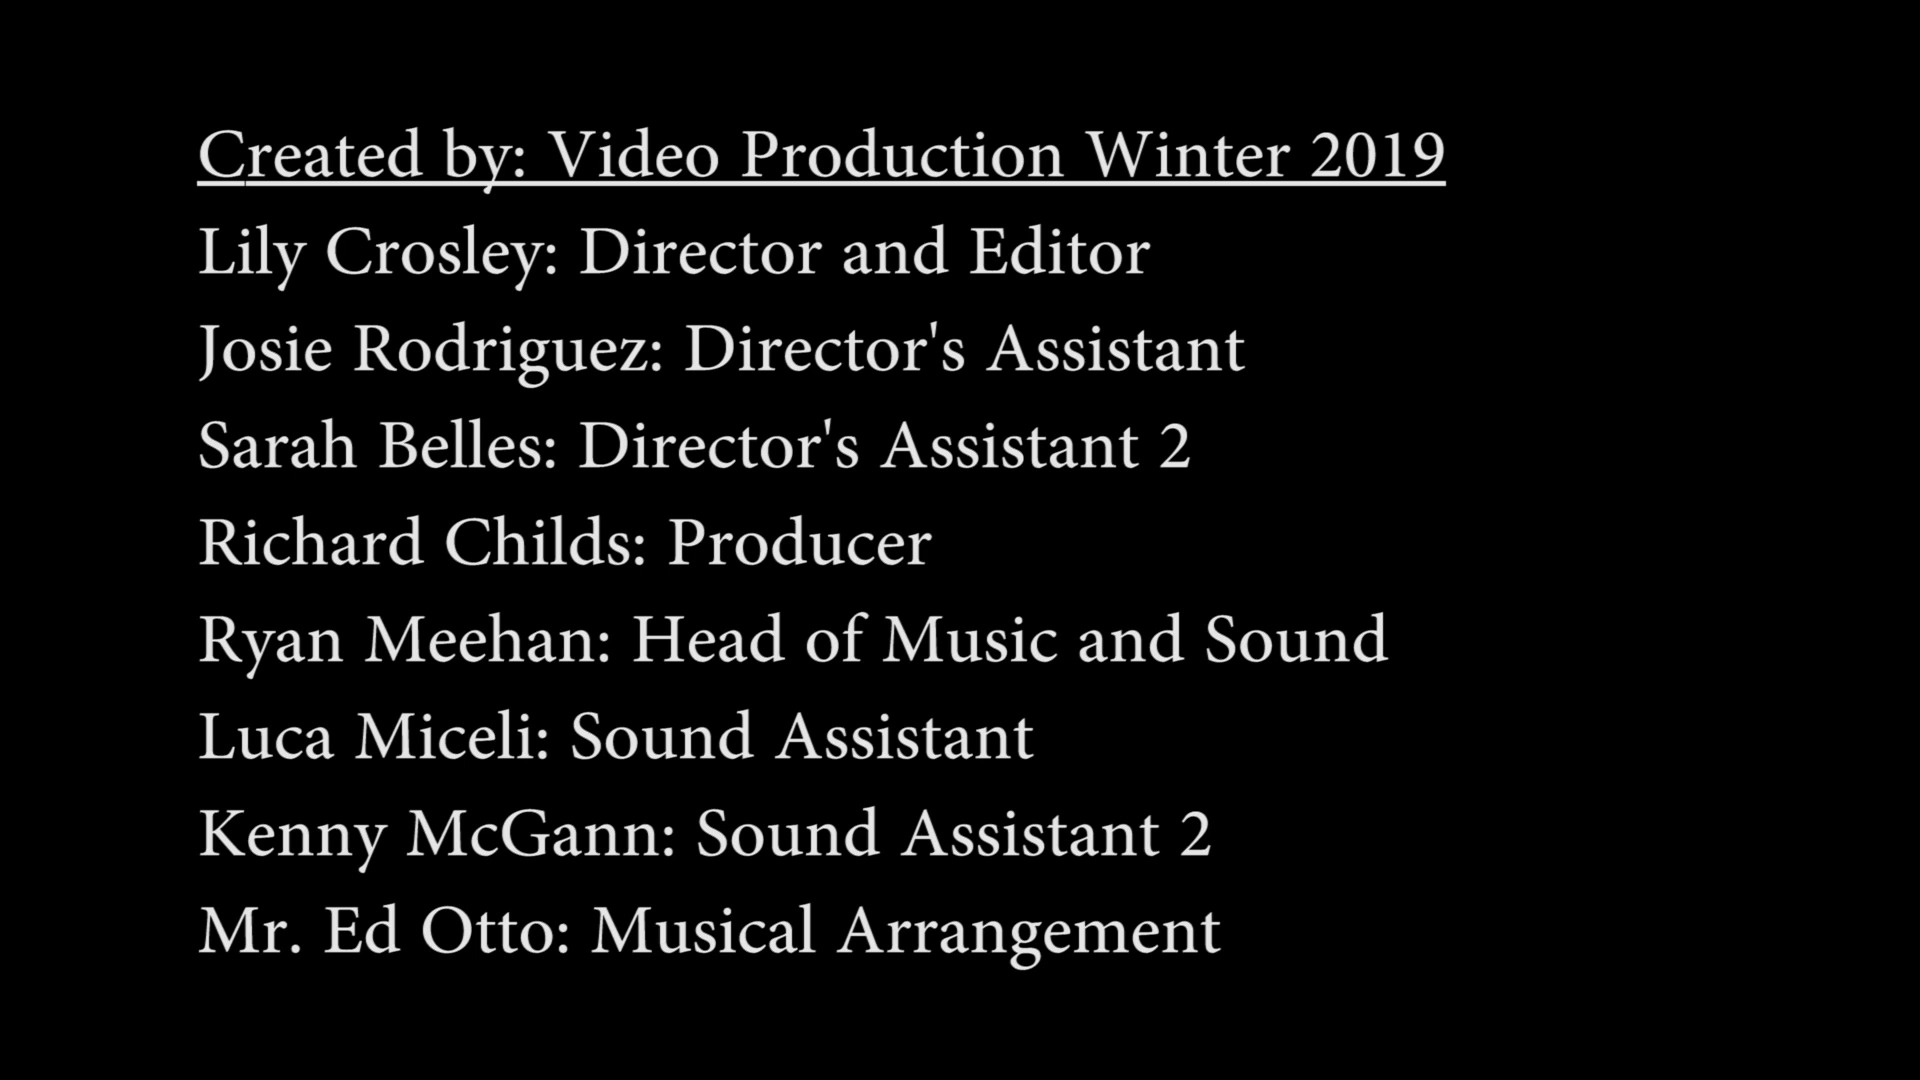 Created by: Video Production Winter 2019
Lily Crosley: Director and Editor
Josie Rodriguez: Director's Assistant
Sarah Belles: Director's Assistant 2
Richard Childs: Producer
Ryan Meehan: Head of Music and Sound
Luca Miceli: Sound Assistant
Kenny McGann: Sound Assistant 2
Mr. Ed Otto: Musical Arrangement